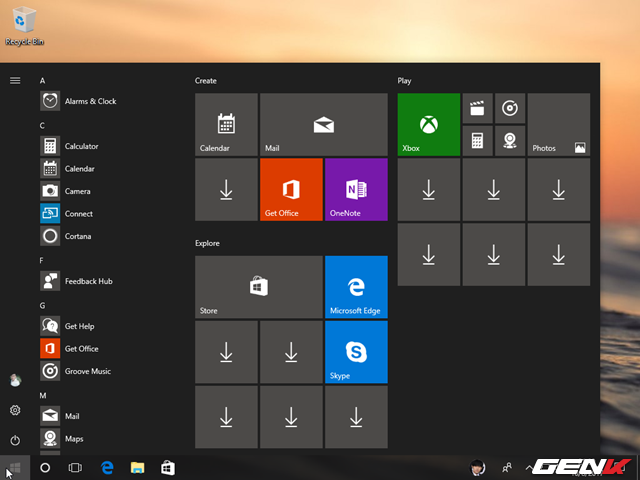 Recycle Bin
A
Alarms & Clock
C
Calculator
Calendar
Camera
Connect
Cortana
F
Feedback Hub
G
Get Help
Get Office
Groove Music
M
Mail
Maps
Create
Calendar
Mail
Get Office
OneNote
Explore
Store
Microsoft Edge
Skype
Play
Xbox
Photos
GENK